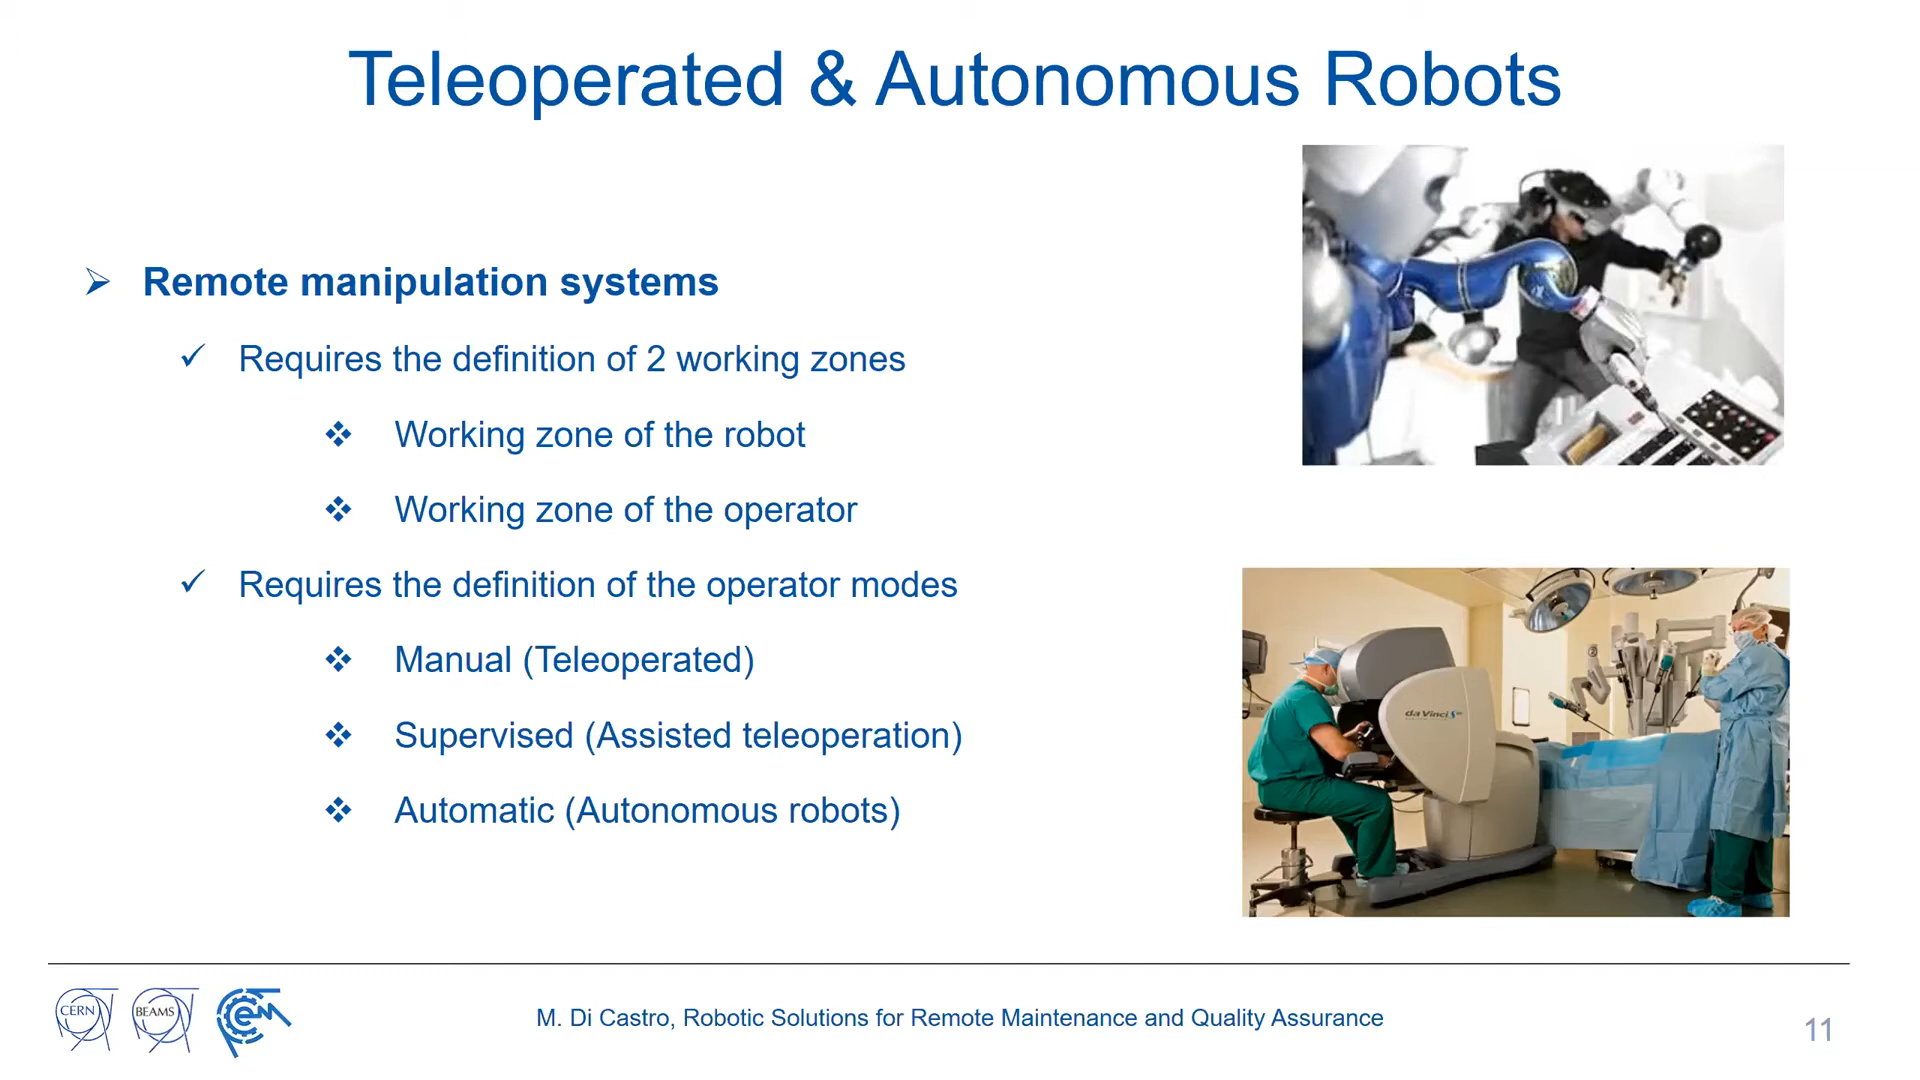 Teleoperated & Autonomous Robots
Remote manipulation systems
Requires the definition of 2 working zones
Working zone of the robot
Working zone of the operator
Requires the definition of the operator modes
Manual (Teleoperated)
Supervised (Assisted teleoperation)
Automatic (Autonomous robots)
da Vinci S
CERN
BEAMS
cem
M. Di Castro, Robotic Solutions for Remote Maintenance and Quality Assurance
11